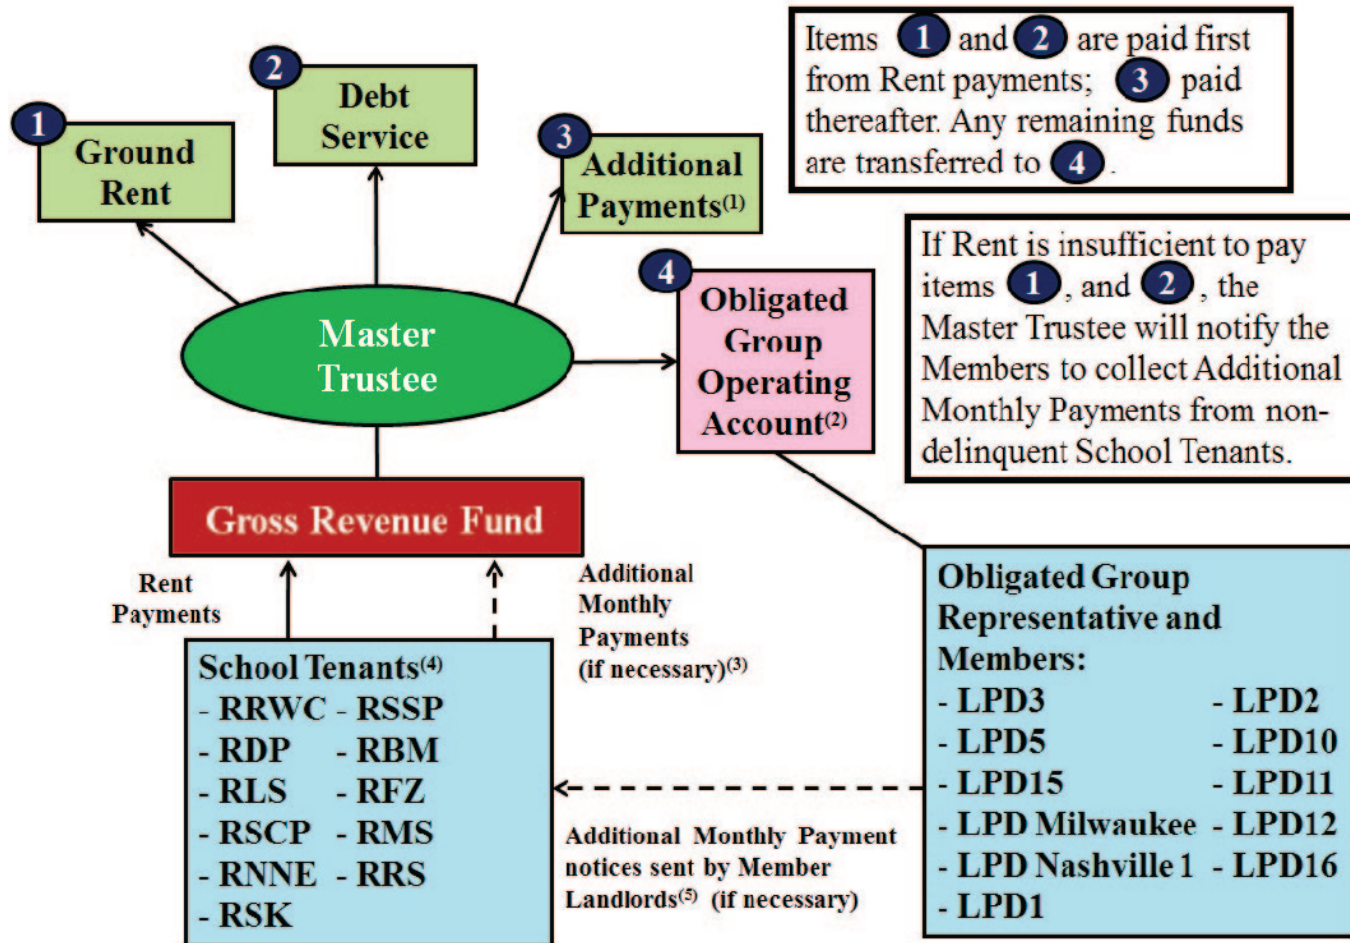 1
Ground
Rent
2
Debt
Service
3
Additional
Payments(1)
4
Obligated
Group
Operating
Account(2)
Master
Trustee
Gross Revenue Fund
Items 1 and 2 are paid first
from Rent payments; 3 paid
thereafter. Any remaining funds
are transferred to 4 .
If Rent is insufficient to pay
items 1 , and 2 , the
Master Trustee will notify the
Members to collect Additional
Monthly Payments from non-
delinquent School Tenants.
Rent
Payments
Additional
Monthly
Payments
(if necessary)(3)
School Tenants(4)
- RRWC - RSSP
- RDP - RBM
- RLS - RFZ
- RSCP - RMS
- RNNE - RRS
- RSK
Additional Monthly Payment
notices sent by Member
Landlords(5) (if necessary)
Obligated Group
Representative and
Members:
- LPD3 - LPD2
- LPD5 - LPD10
- LPD15 - LPD11
- LPD Milwaukee - LPD12
- LPD Nashville 1 - LPD16
- LPD1